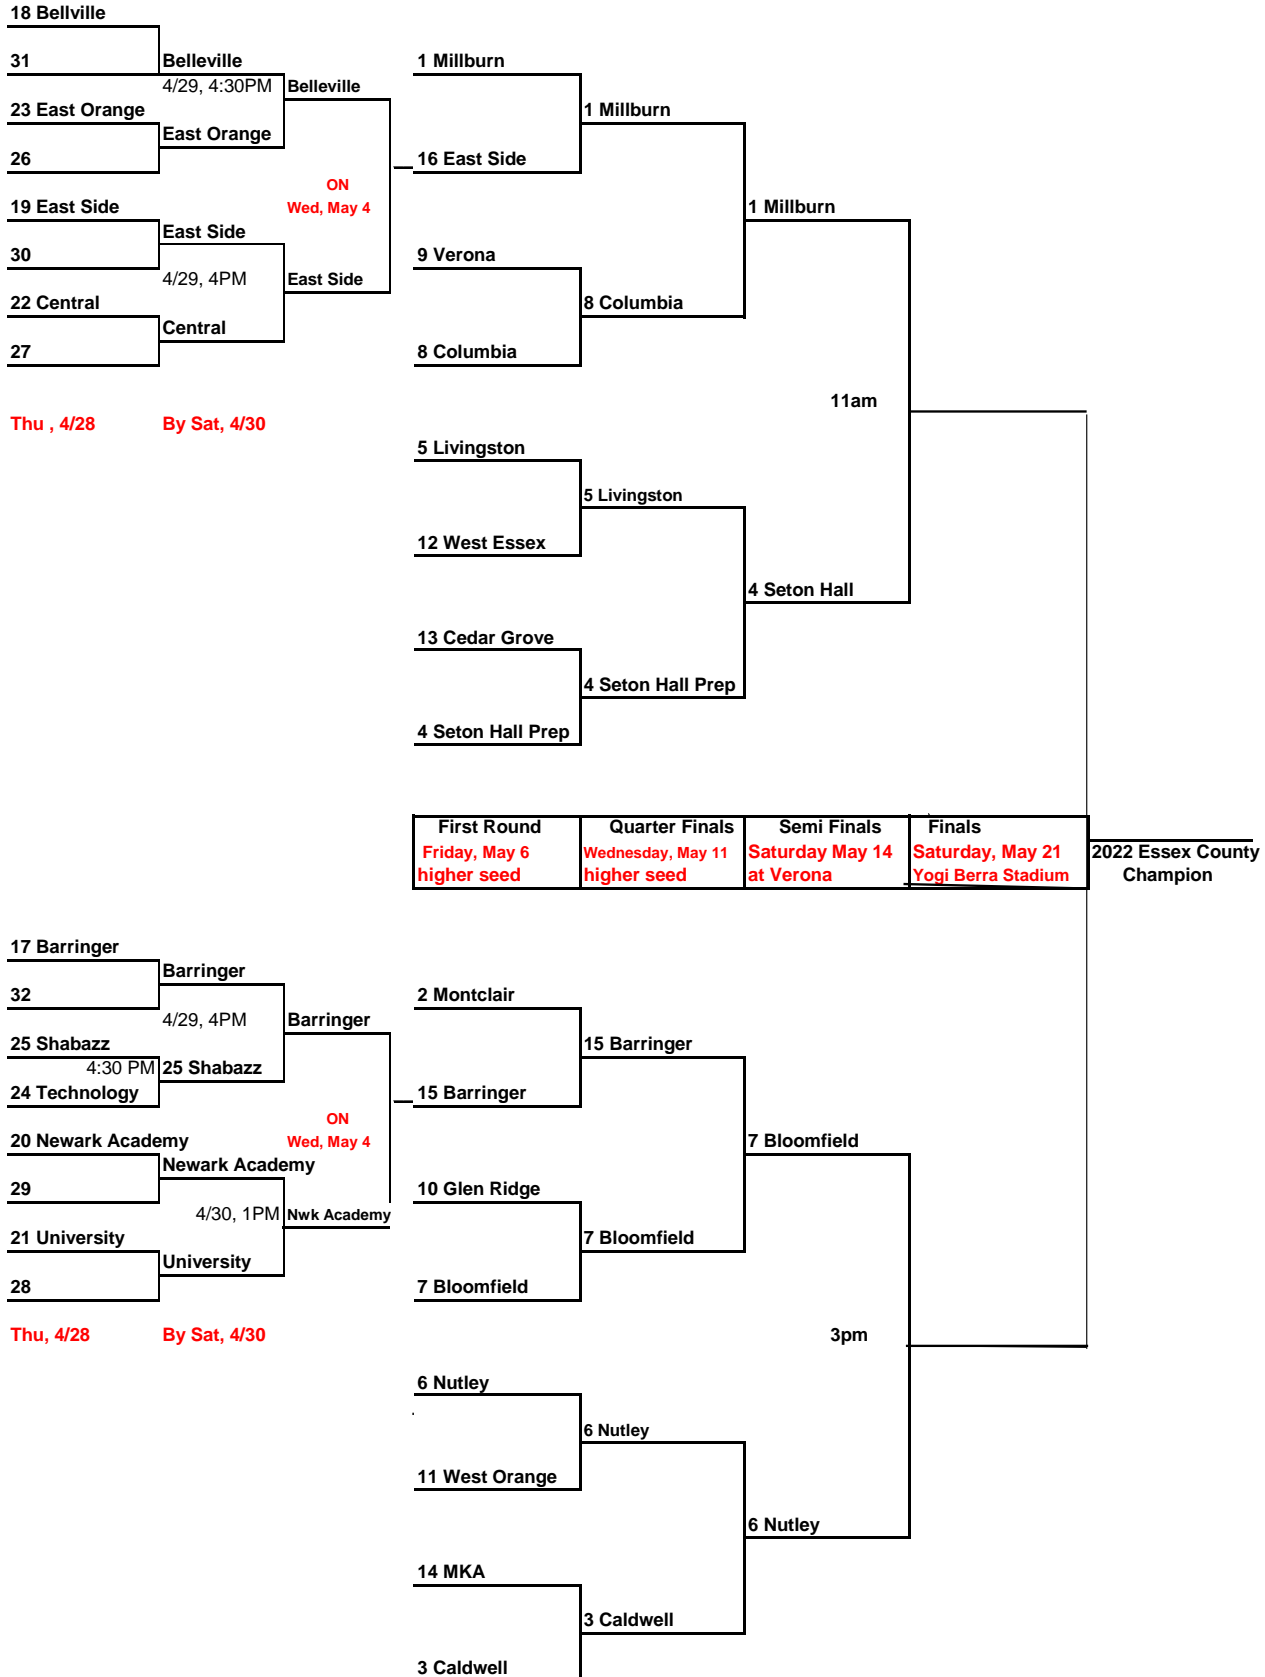 18 Bellville
31
Belleville
4/29, 4:30PM
Belleville
23 East Orange
East Orange
26
ON
Wed, May 4
19 East Side
East Side
30
4/29, 4PM
East Side
22 Central
Central
27
Thu , 4/28
By Sat, 4/30
1 Millburn
1 Millburn
16 East Side
1 Millburn
9 Verona
8 Columbia
8 Columbia
11am
5 Livingston
5 Livingston
12 West Essex
4 Seton Hall
13 Cedar Grove
4 Seton Hall Prep
4 Seton Hall Prep
First Round
Friday, May 6
higher seed
Quarter Finals
Wednesday, May 11
higher seed
Semi Finals
Saturday May 14
at Verona
Finals
Saturday, May 21
Yogi Berra Stadium
2022 Essex County
Champion
17 Barringer
Barringer
32
4/29, 4PM
Barringer
25 Shabazz
4:30 PM
25 Shabazz
24 Technology
ON
Wed, May 4
20 Newark Academy
Newark Academy
29
4/30, 1PM
Nwk Academy
21 University
University
28
Thu, 4/28
By Sat, 4/30
2 Montclair
15 Barringer
15 Barringer
7 Bloomfield
10 Glen Ridge
7 Bloomfield
7 Bloomfield
3pm
6 Nutley
6 Nutley
11 West Orange
6 Nutley
14 MKA
3 Caldwell
3 Caldwell